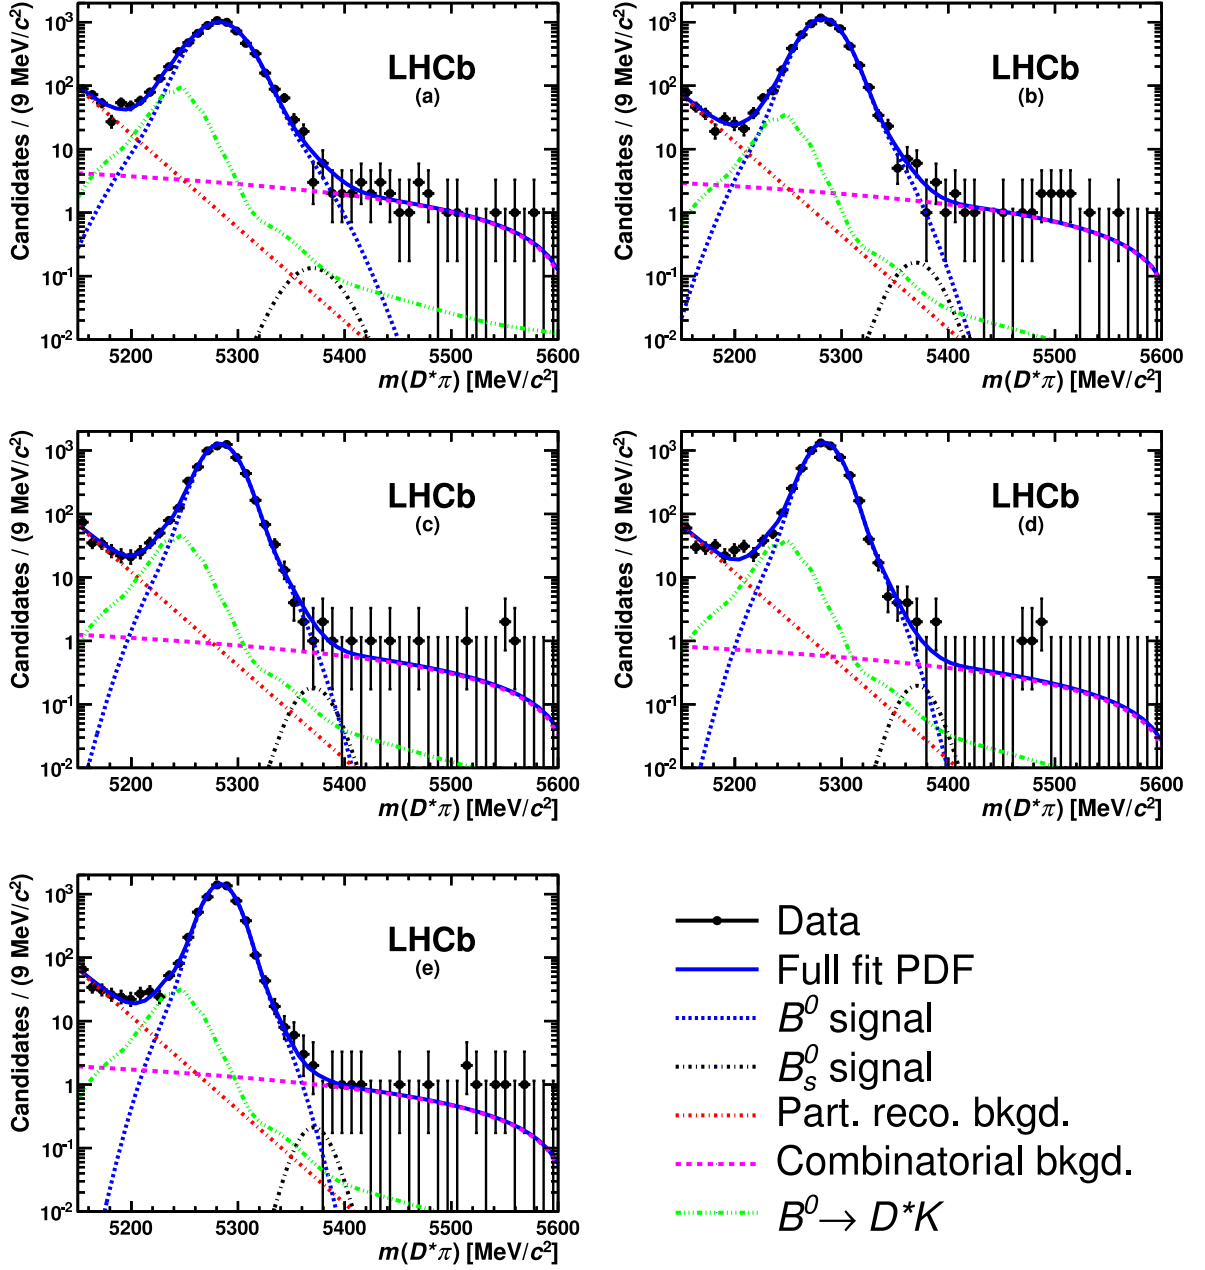 Candidates / (9 MeV/c²)
10³
10²
10
1
10⁻¹
10⁻²
LHCb
(a)
5200 5300 5400 5500 5600
m(D*π) [MeV/c²]
Candidates / (9 MeV/c²)
10³
10²
10
1
10⁻¹
10⁻²
LHCb
(b)
5200 5300 5400 5500 5600
m(D*π) [MeV/c²]
Candidates / (9 MeV/c²)
10³
10²
10
1
10⁻¹
10⁻²
LHCb
(c)
5200 5300 5400 5500 5600
m(D*π) [MeV/c²]
Candidates / (9 MeV/c²)
10³
10²
10
1
10⁻¹
10⁻²
LHCb
(d)
5200 5300 5400 5500 5600
m(D*π) [MeV/c²]
Candidates / (9 MeV/c²)
10³
10²
10
1
10⁻¹
10⁻²
LHCb
(e)
5200 5300 5400 5500 5600
m(D*π) [MeV/c²]
Data
Full fit PDF
B⁰ signal
B⁰ₛ signal
Part. reco. bkgd.
Combinatorial bkgd.
B⁰→ D*K